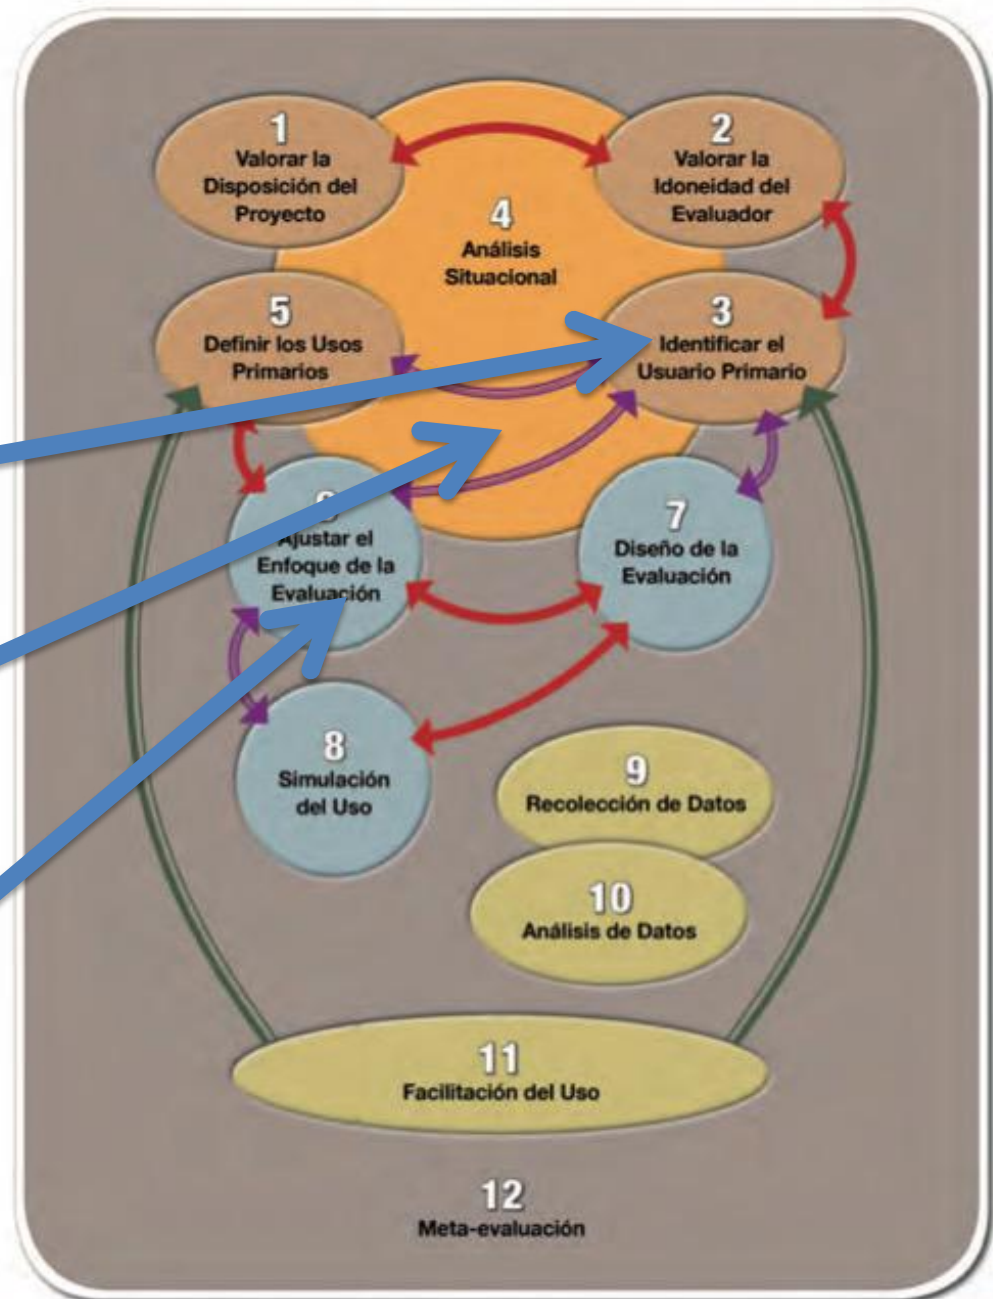 1
Valorar la
Disposición del
Proyecto
2
Valorar la
Idoneidad del
Evaluador
4
Análisis
Situacional
5
Definir los Usos
Primarios
3
Identificar el
Usuario Primario
6
Ajustar el
Enfoque de la
Evaluación
7
Diseño de la
Evaluación
8
Simulación
del Uso
9
Recolección de Datos
10
Análisis de Datos
11
Facilitación del Uso
12
Meta-evaluación